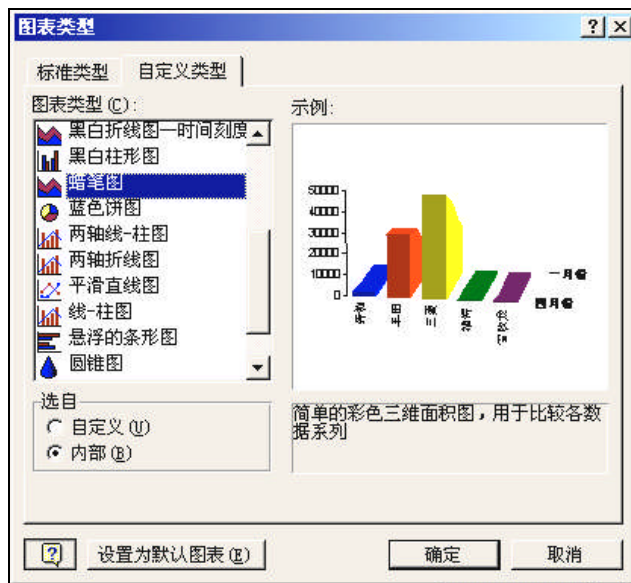 图表类型
标准类型 自定义类型
图表类型(C):
黑白折线图—时间刻度
黑白柱形图
蜡笔图
蓝色饼图
两轴线-柱图
两轴折线图
平滑直线图
线-柱图
悬浮的条形图
圆锥图
选自
自定义(U)
内部(B)
示例:
50000
40000
30000
20000
10000
0
一月份
四月份
丰田
三菱
简单的彩色三维面积图，用于比较各数
据系列
设置为默认图表(E)
确定
取消